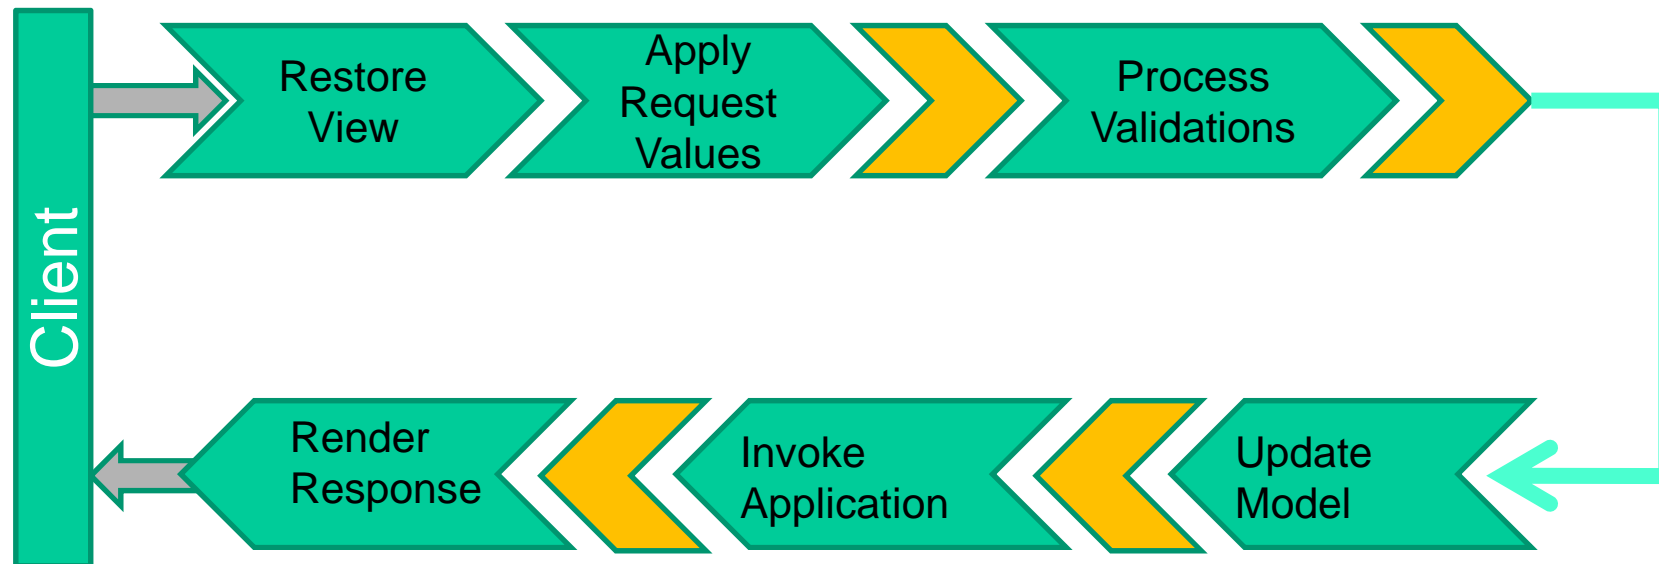 Client
Restore
View
Apply
Request
Values
Process
Validations
Render
Response
Invoke
Application
Update
Model